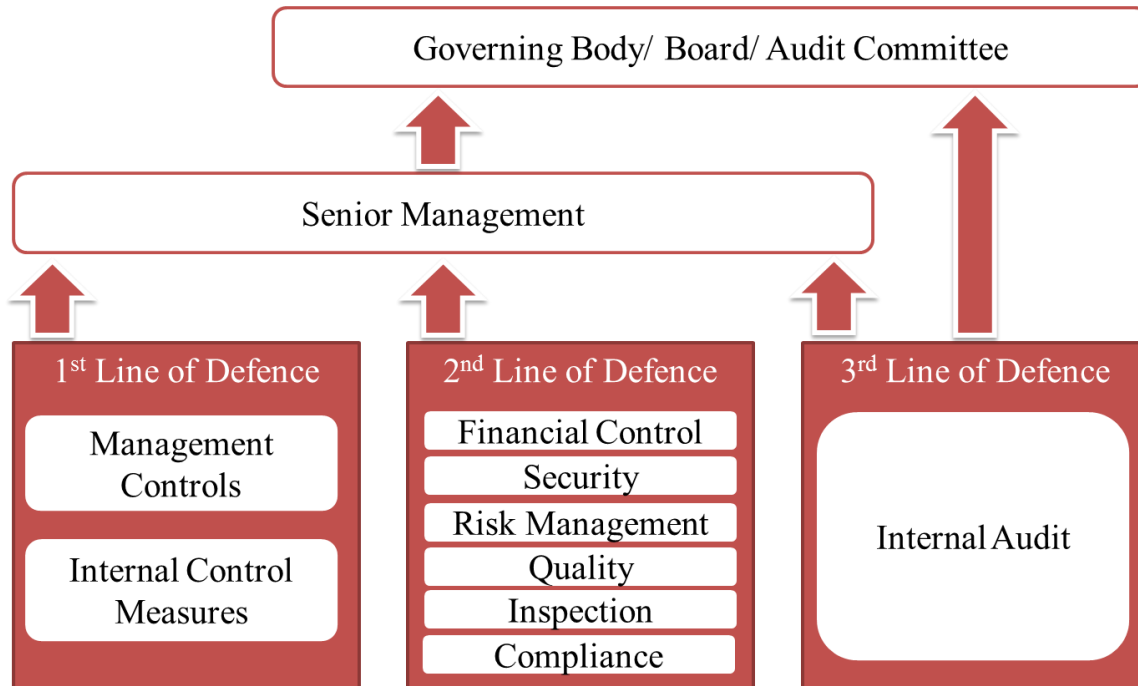 Governing Body/ Board/ Audit Committee
Senior Management
1st Line of Defence
Management
Controls
Internal Control
Measures
2nd Line of Defence
Financial Control
Security
Risk Management
Quality
Inspection
Compliance
3rd Line of Defence
Internal Audit